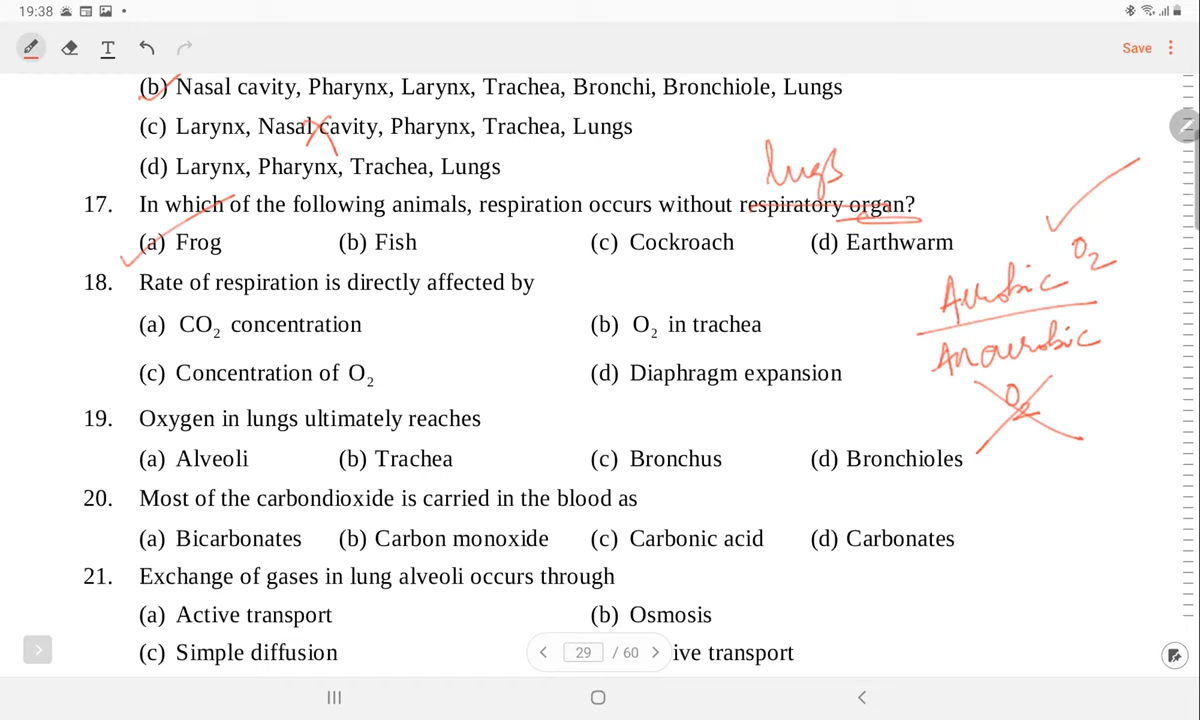 19:38
T
Save
(b) Nasal cavity, Pharynx, Larynx, Trachea, Bronchi, Bronchiole, Lungs
(c) Larynx, Nasal cavity, Pharynx, Trachea, Lungs
(d) Larynx, Pharynx, Trachea, Lungs
lugs
17. In which of the following animals, respiration occurs without respiratory organ?
(a) Frog (b) Fish (c) Cockroach (d) Earthwarm
O2
18. Rate of respiration is directly affected by
Aerobic
(a) CO₂ concentration (b) O₂ in trachea
Anaerobic
(c) Concentration of O₂ (d) Diaphragm expansion
O2
19. Oxygen in lungs ultimately reaches
(a) Alveoli (b) Trachea (c) Bronchus (d) Bronchioles
20. Most of the carbondioxide is carried in the blood as
(a) Bicarbonates (b) Carbon monoxide (c) Carbonic acid (d) Carbonates
21. Exchange of gases in lung alveoli occurs through
(a) Active transport (b) Osmosis
(c) Simple diffusion ive transport
29 / 60